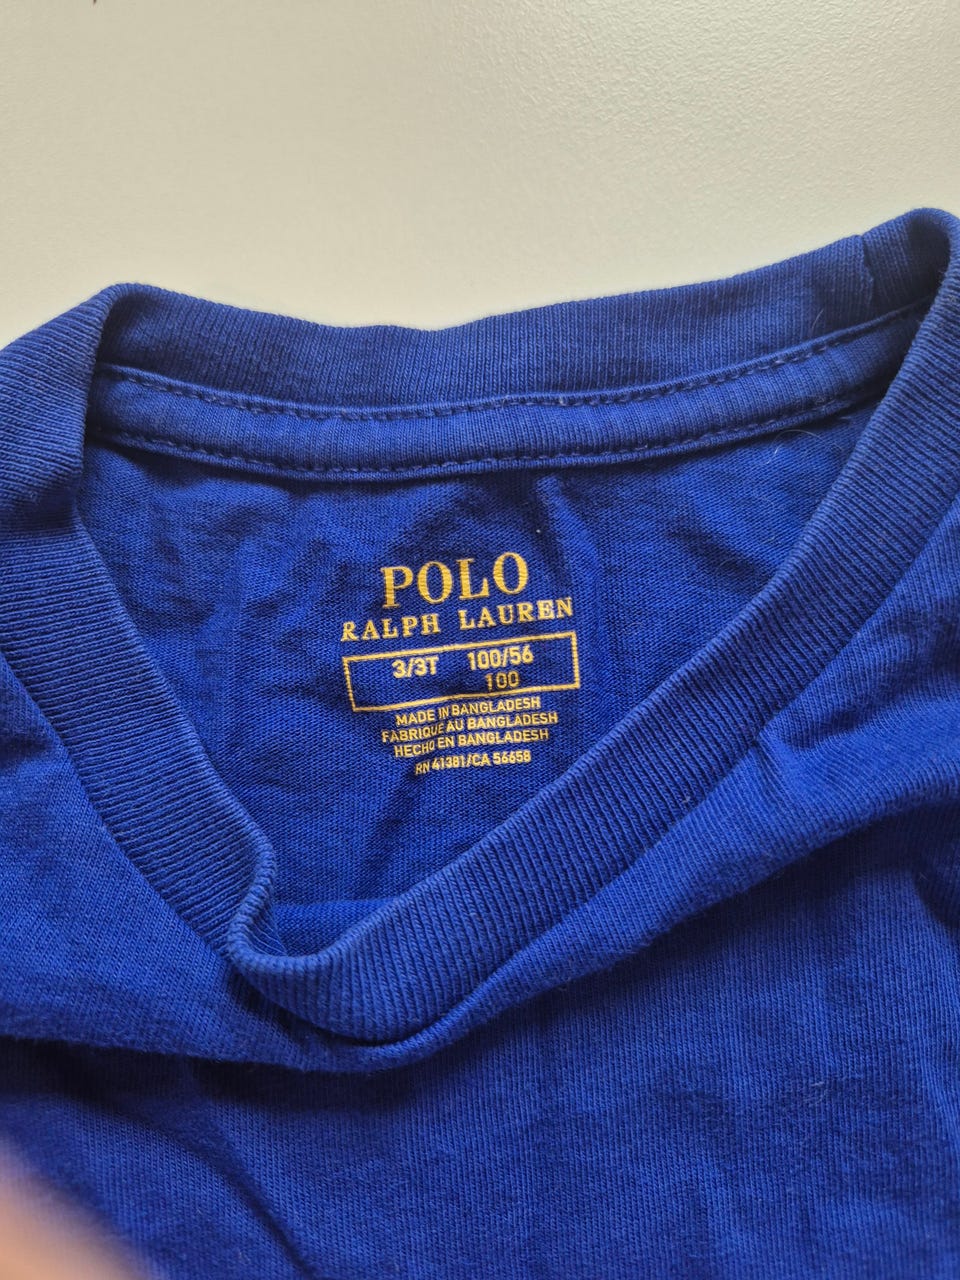 POLO
RALPH LAUREN
3/3T 100/56
100
MADE IN BANGLADESH
FABRIQUÉ AU BANGLADESH
HECHO EN BANGLADESH
RN 41381/CA 56658